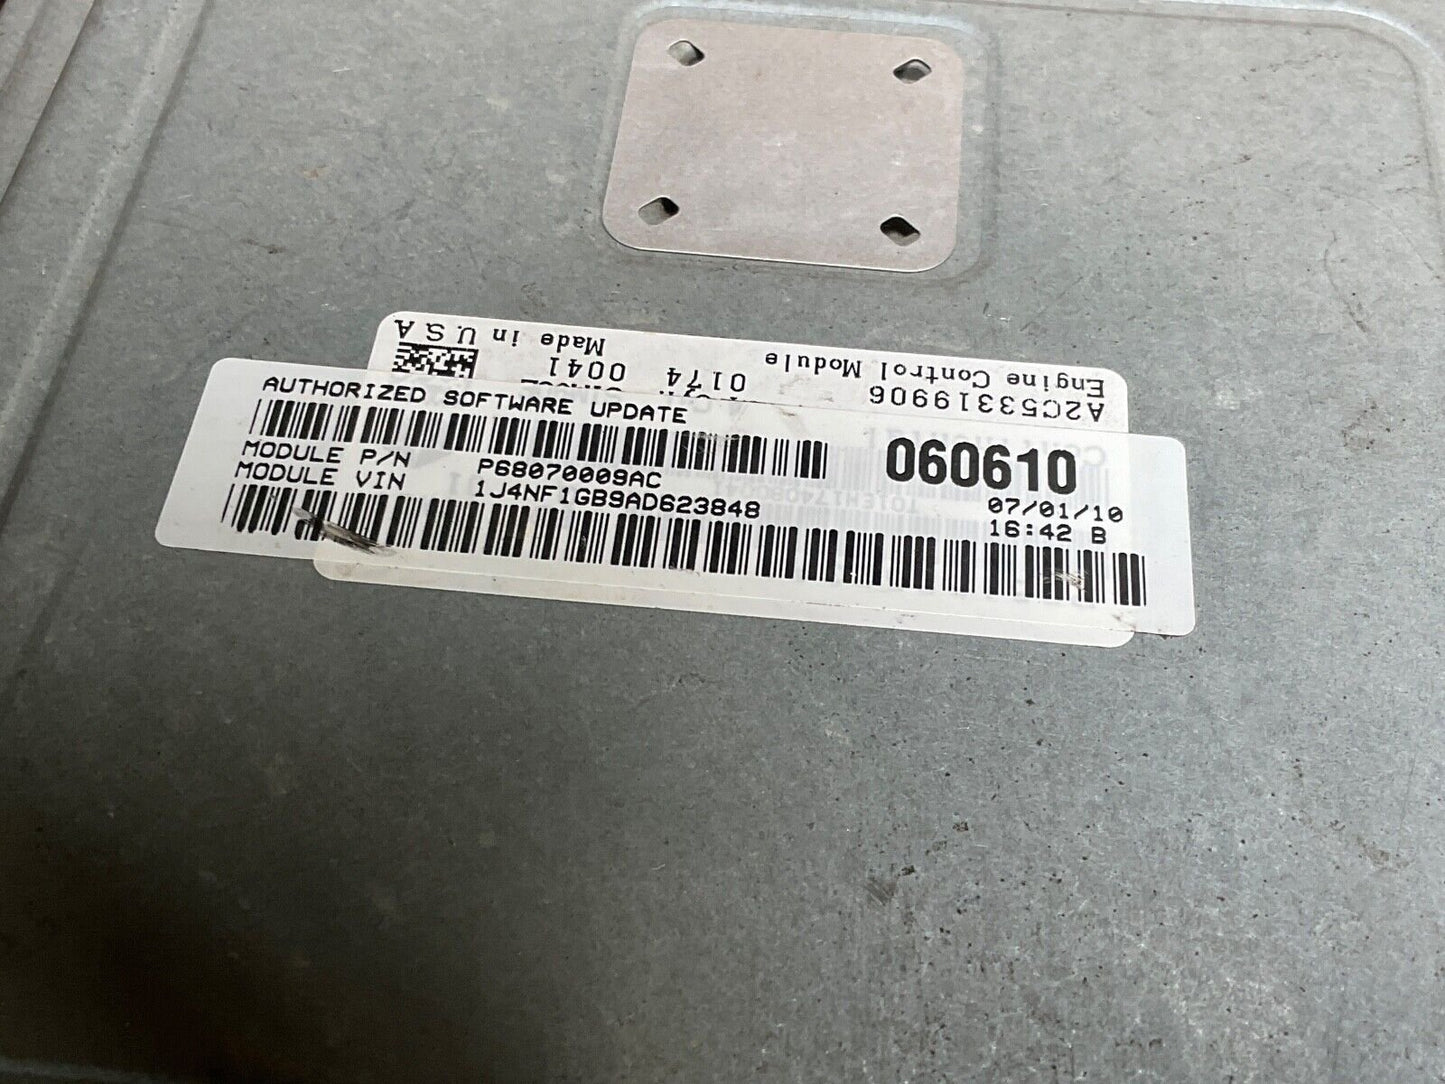 AUTHORIZED SOFTWARE UPDATE
MODULE P/N P68070009AC
MODULE VIN 1J4NF1GB9AD623848
060610
07/01/10
16:42 B
A2C53319906
Engine Control Module
0174 0041
Made in U.S.A